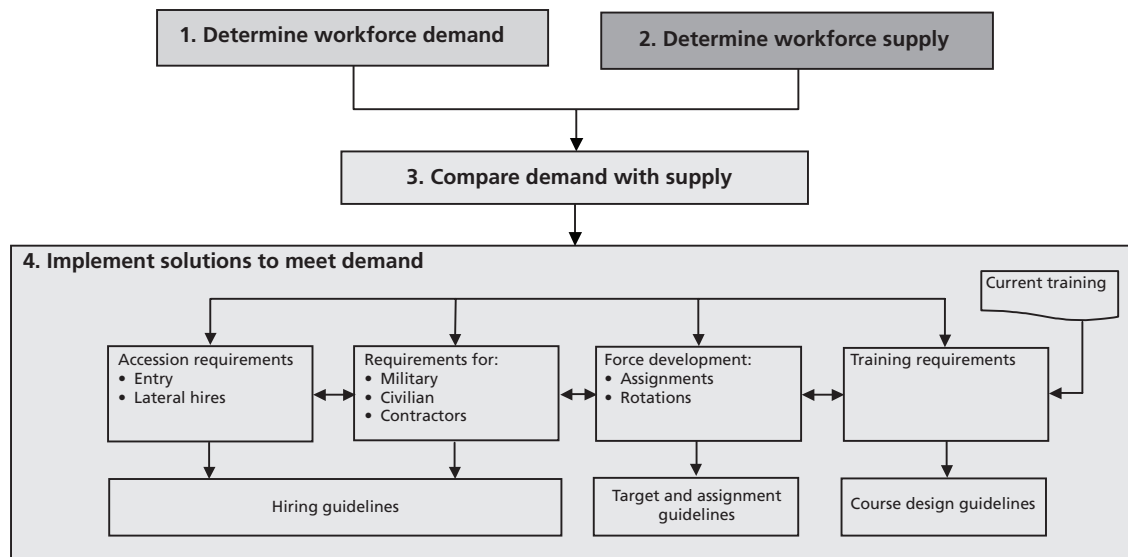 1. Determine workforce demand
2. Determine workforce supply
3. Compare demand with supply
4. Implement solutions to meet demand
Current training
Accession requirements
• Entry
• Lateral hires
Requirements for:
• Military
• Civilian
• Contractors
Force development:
• Assignments
• Rotations
Training requirements
Hiring guidelines
Target and assignment
guidelines
Course design guidelines